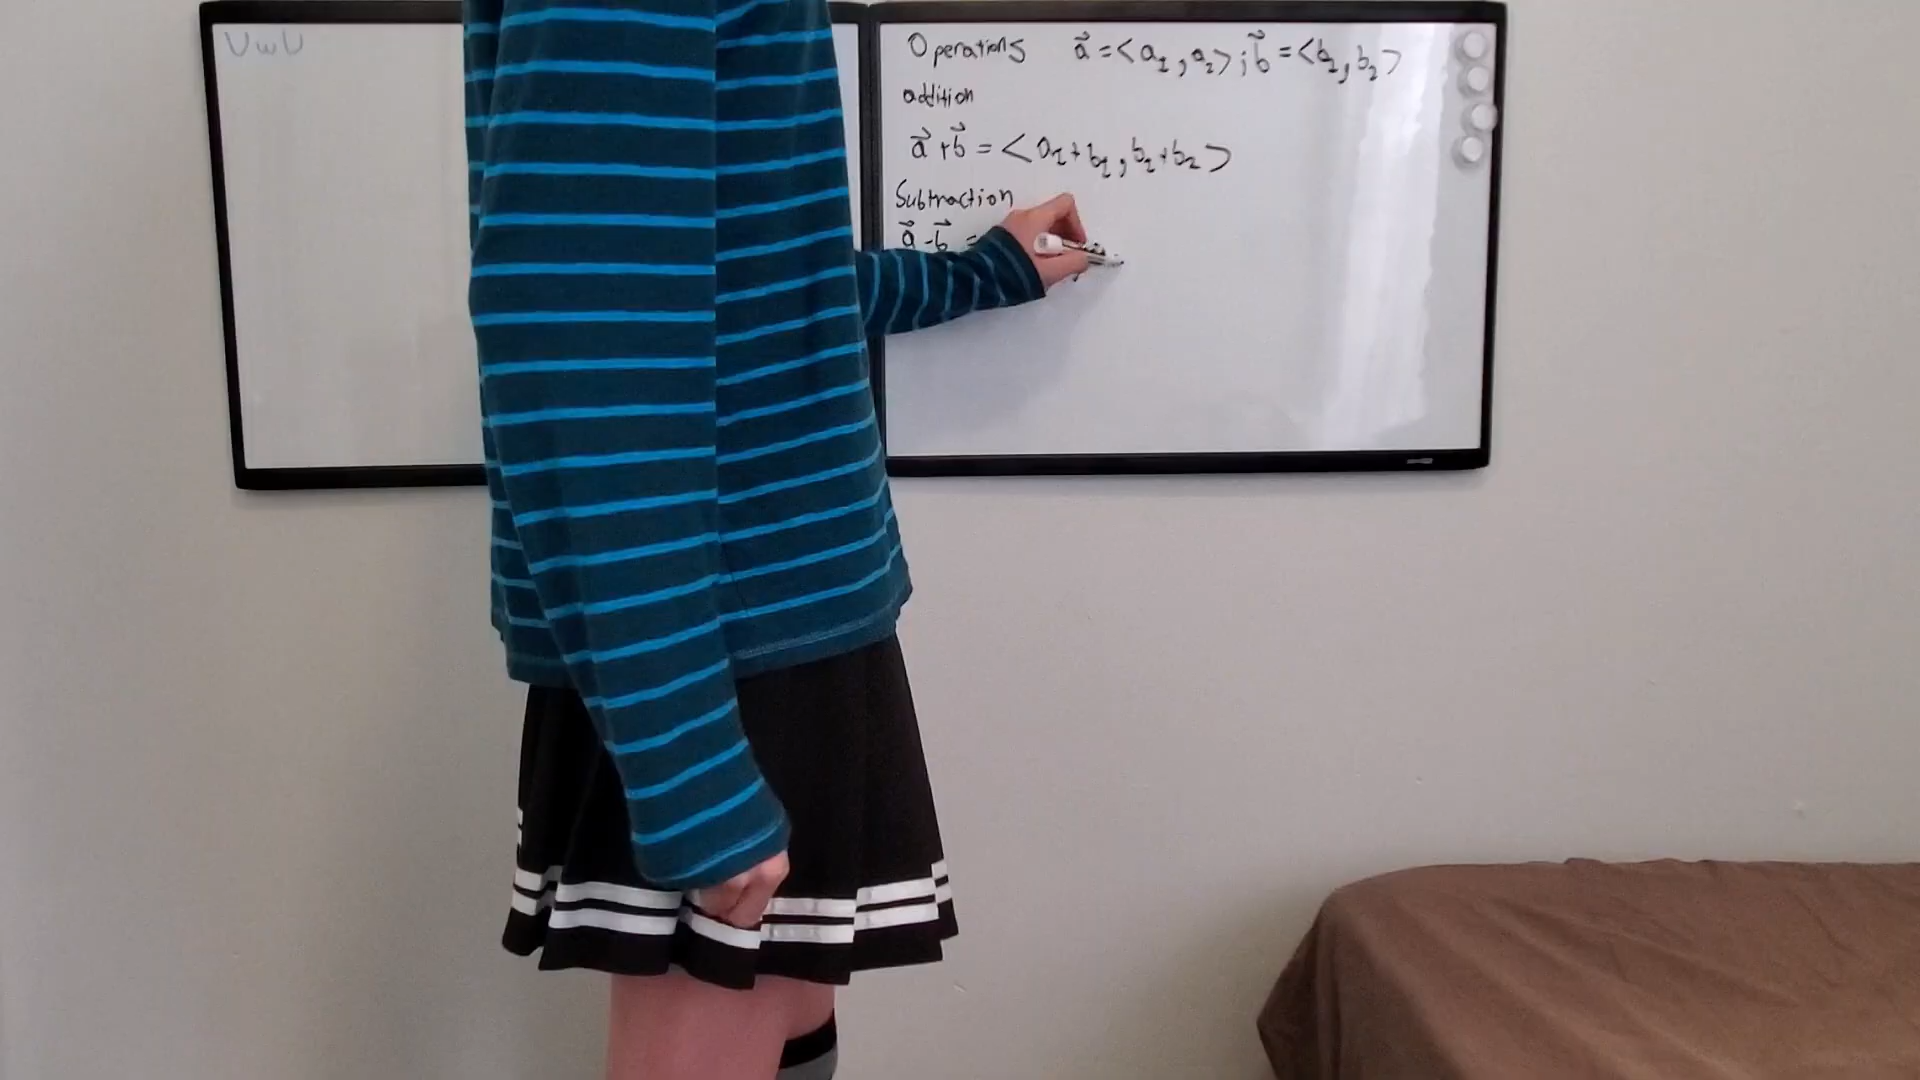 UwU
Operations a⃗ = <a₁, a₂> ; b⃗ = <b₁, b₂>
addition
a⃗ + b⃗ = <a₁ + b₁, b₂ + b₂>
Subtraction
a⃗ - b⃗ =